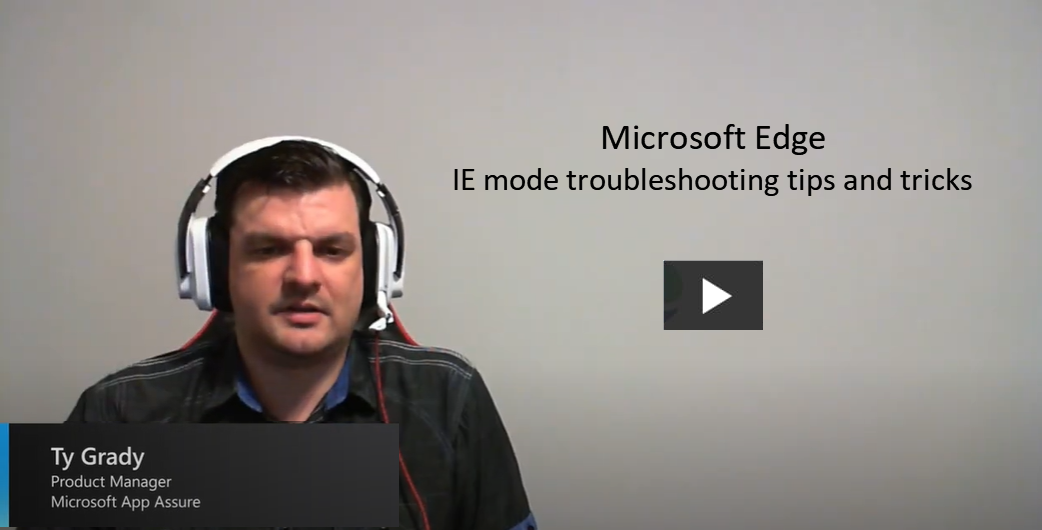 Microsoft Edge
IE mode troubleshooting tips and tricks
Ty Grady
Product Manager
Microsoft App Assure